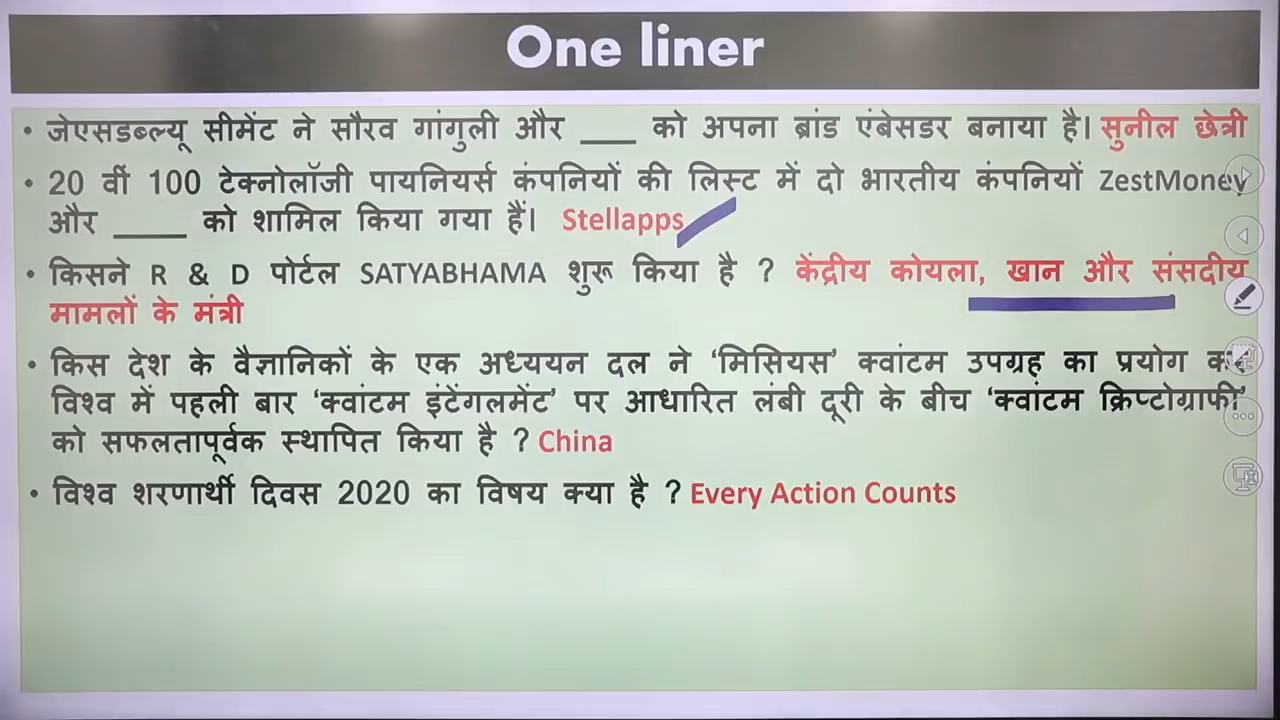 One liner
• जेएसडब्ल्यू सीमेंट ने सौरव गांगुली और ____ को अपना ब्रांड एंबेसडर बनाया है। सुनील छेत्री
• 20 वीं 100 टेक्नोलॉजी पायनियर्स कंपनियों की लिस्ट में दो भारतीय कंपनियों ZestMoney
और _____ को शामिल किया गया हैं। Stellapps
• किसने R & D पोर्टल SATYABHAMA शुरू किया है ? केंद्रीय कोयला, खान और संसदीय
मामलों के मंत्री
• किस देश के वैज्ञानिकों के एक अध्ययन दल ने ‘मिसियस’ क्वांटम उपग्रह का प्रयोग
विश्व में पहली बार ‘क्वांटम इंटेंगलमेंट’ पर आधारित लंबी दूरी के बीच ‘क्वांटम क्रिप्टोग्राफी’
को सफलतापूर्वक स्थापित किया है ? China
• विश्व शरणार्थी दिवस 2020 का विषय क्या है ? Every Action Counts